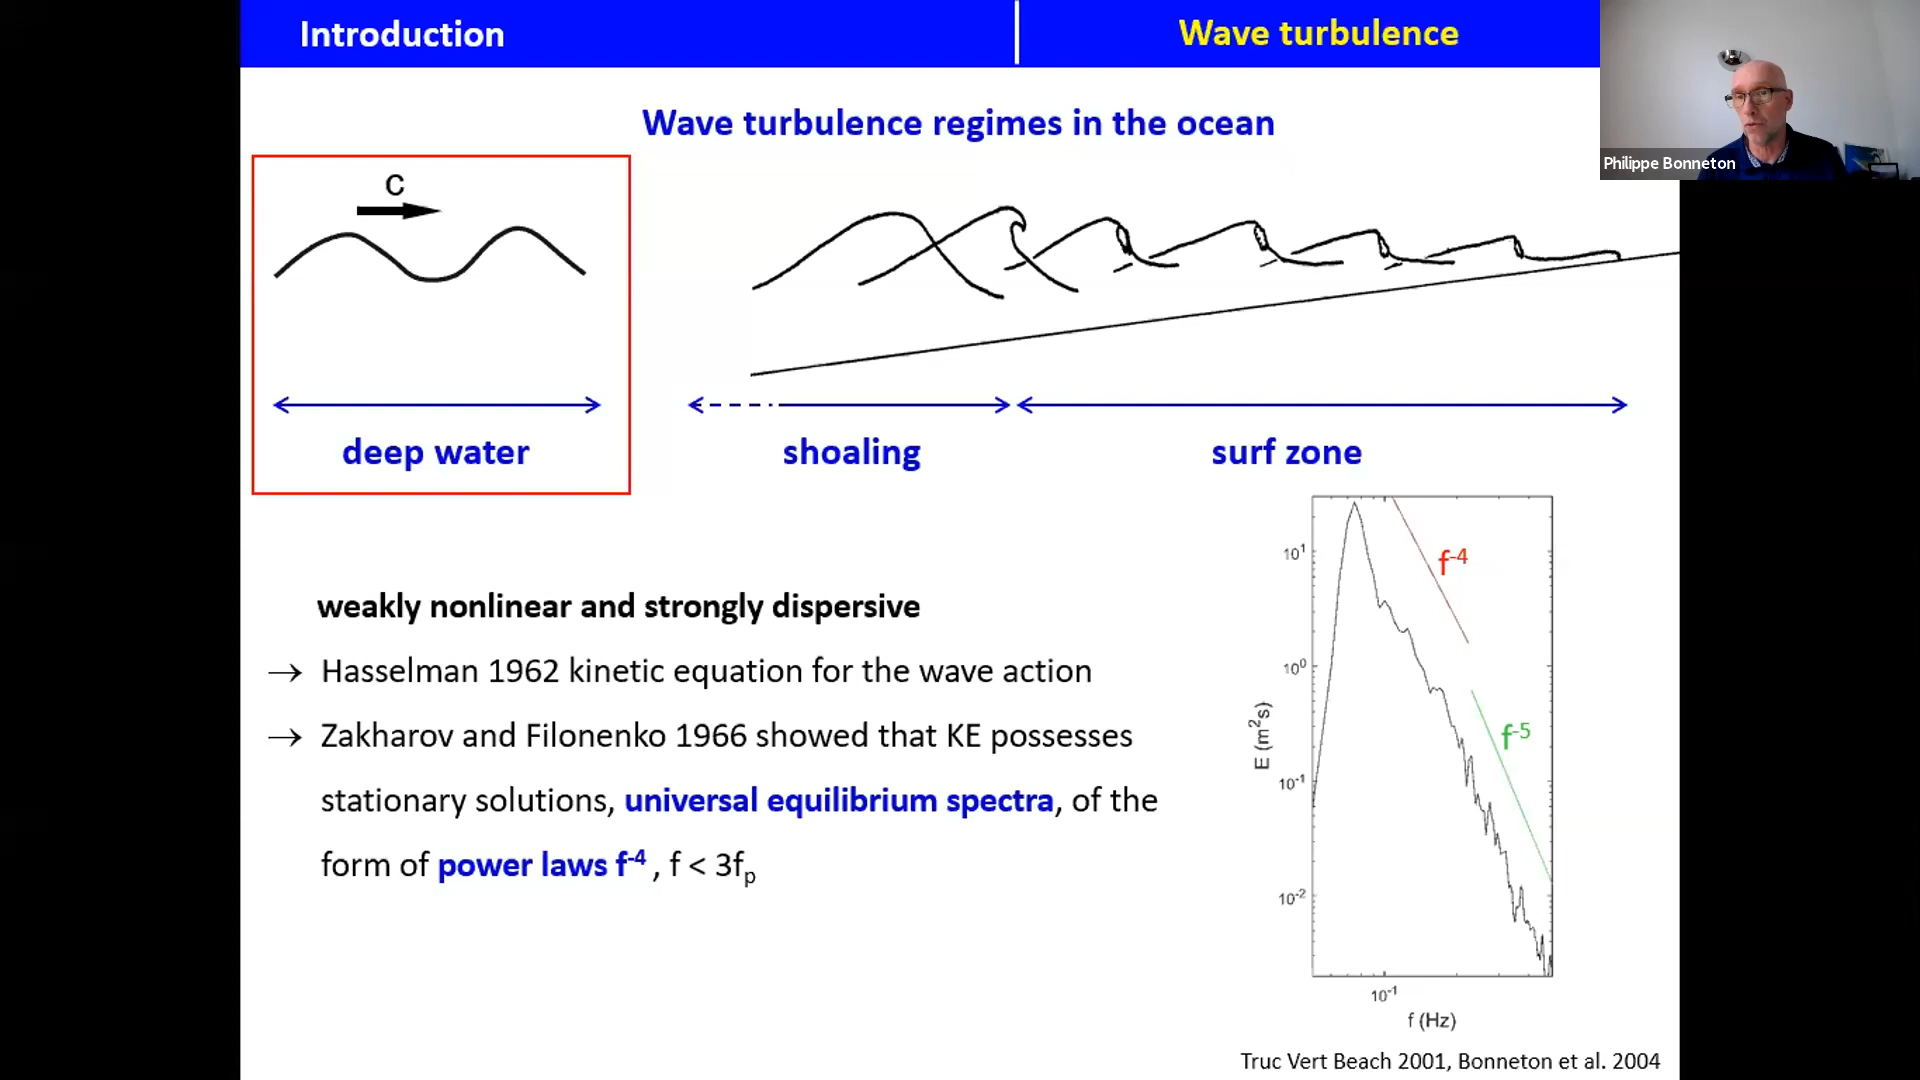 Introduction
Wave turbulence
Philippe Bonneton
Wave turbulence regimes in the ocean
C
deep water
shoaling
surf zone
weakly nonlinear and strongly dispersive
→ Hasselman 1962 kinetic equation for the wave action
→ Zakharov and Filonenko 1966 showed that KE possesses
stationary solutions, universal equilibrium spectra, of the
form of power laws f⁻⁴ , f < 3fₚ
f⁻⁴
f⁻⁵
10¹
10⁰
10⁻¹
10⁻²
E (m²s)
10⁻¹
f (Hz)
Truc Vert Beach 2001, Bonneton et al. 2004